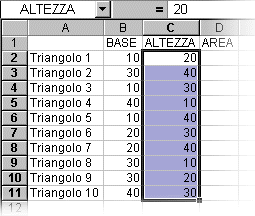 ALTEZZA = 20
A B C D
1 BASE ALTEZZA AREA
2 Triangolo 1 10 20
3 Triangolo 2 30 40
4 Triangolo 3 10 30
5 Triangolo 4 40 10
6 Triangolo 5 10 40
7 Triangolo 6 20 30
8 Triangolo 7 20 40
9 Triangolo 8 30 10
10 Triangolo 9 30 20
11 Triangolo 10 40 30
12